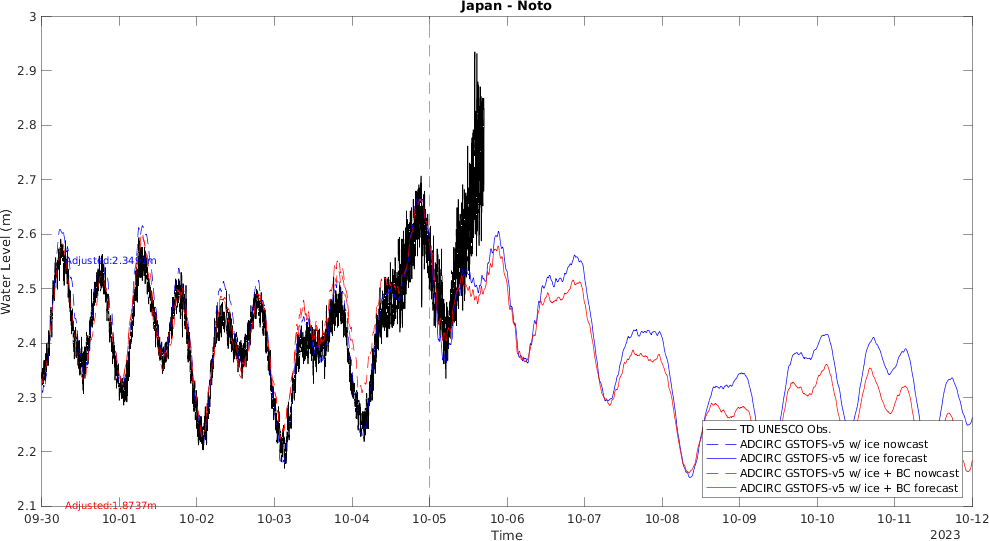 Japan - Noto
3
2.9
2.8
2.7
2.6
2.5
2.4
2.3
2.2
2.1
Water Level (m)
Adjusted:2.349 m
Adjusted:1.8737m
TD UNESCO Obs.
ADCIRC GSTOFS-v5 w/ ice nowcast
ADCIRC GSTOFS-v5 w/ ice forecast
ADCIRC GSTOFS-v5 w/ ice + BC nowcast
ADCIRC GSTOFS-v5 w/ ice + BC forecast
09-30 10-01 10-02 10-03 10-04 10-05 10-06 10-07 10-08 10-09 10-10 10-11 10-12
Time
2023